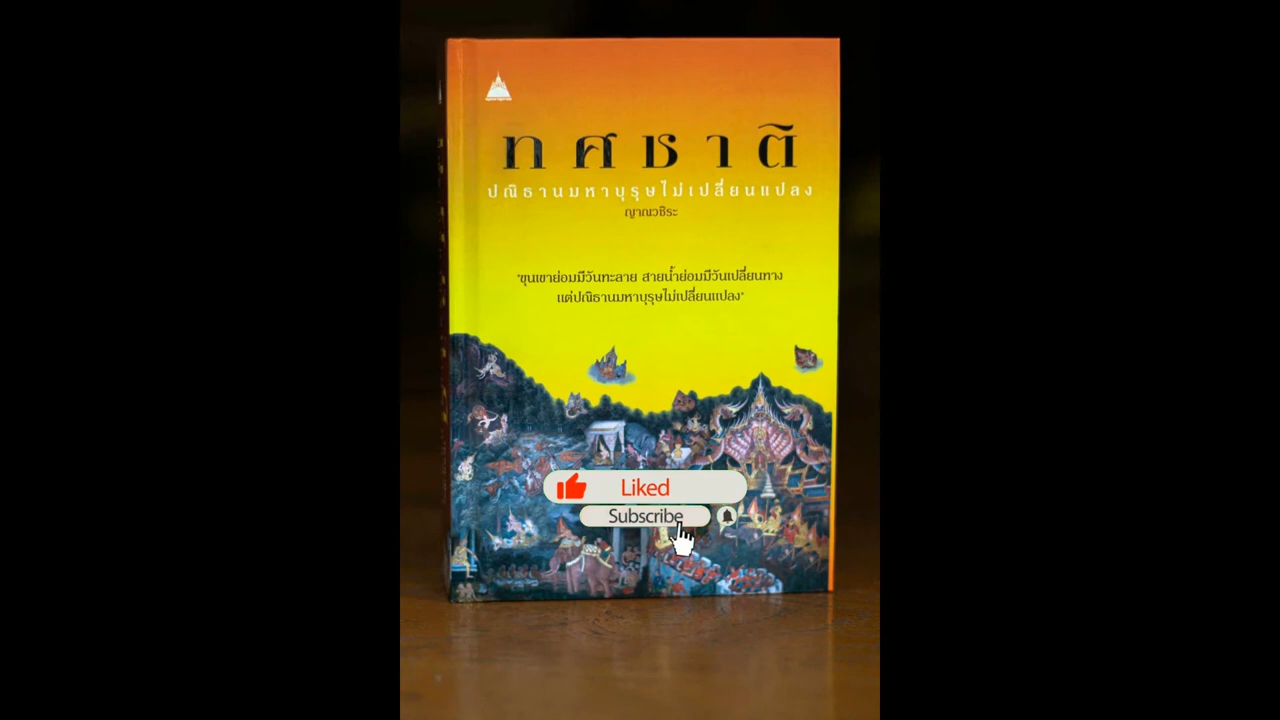 ทศชาติ
ปณิธานมหาบุรุษไม่เปลี่ยนแปลง
ญาณวชิระ
"ขุนเขาย่อมมีวันทะลาย สายน้ำย่อมมีวันเปลี่ยนทาง
แต่ปณิธานมหาบุรุษไม่เปลี่ยนแปลง"
Liked
Subscribe